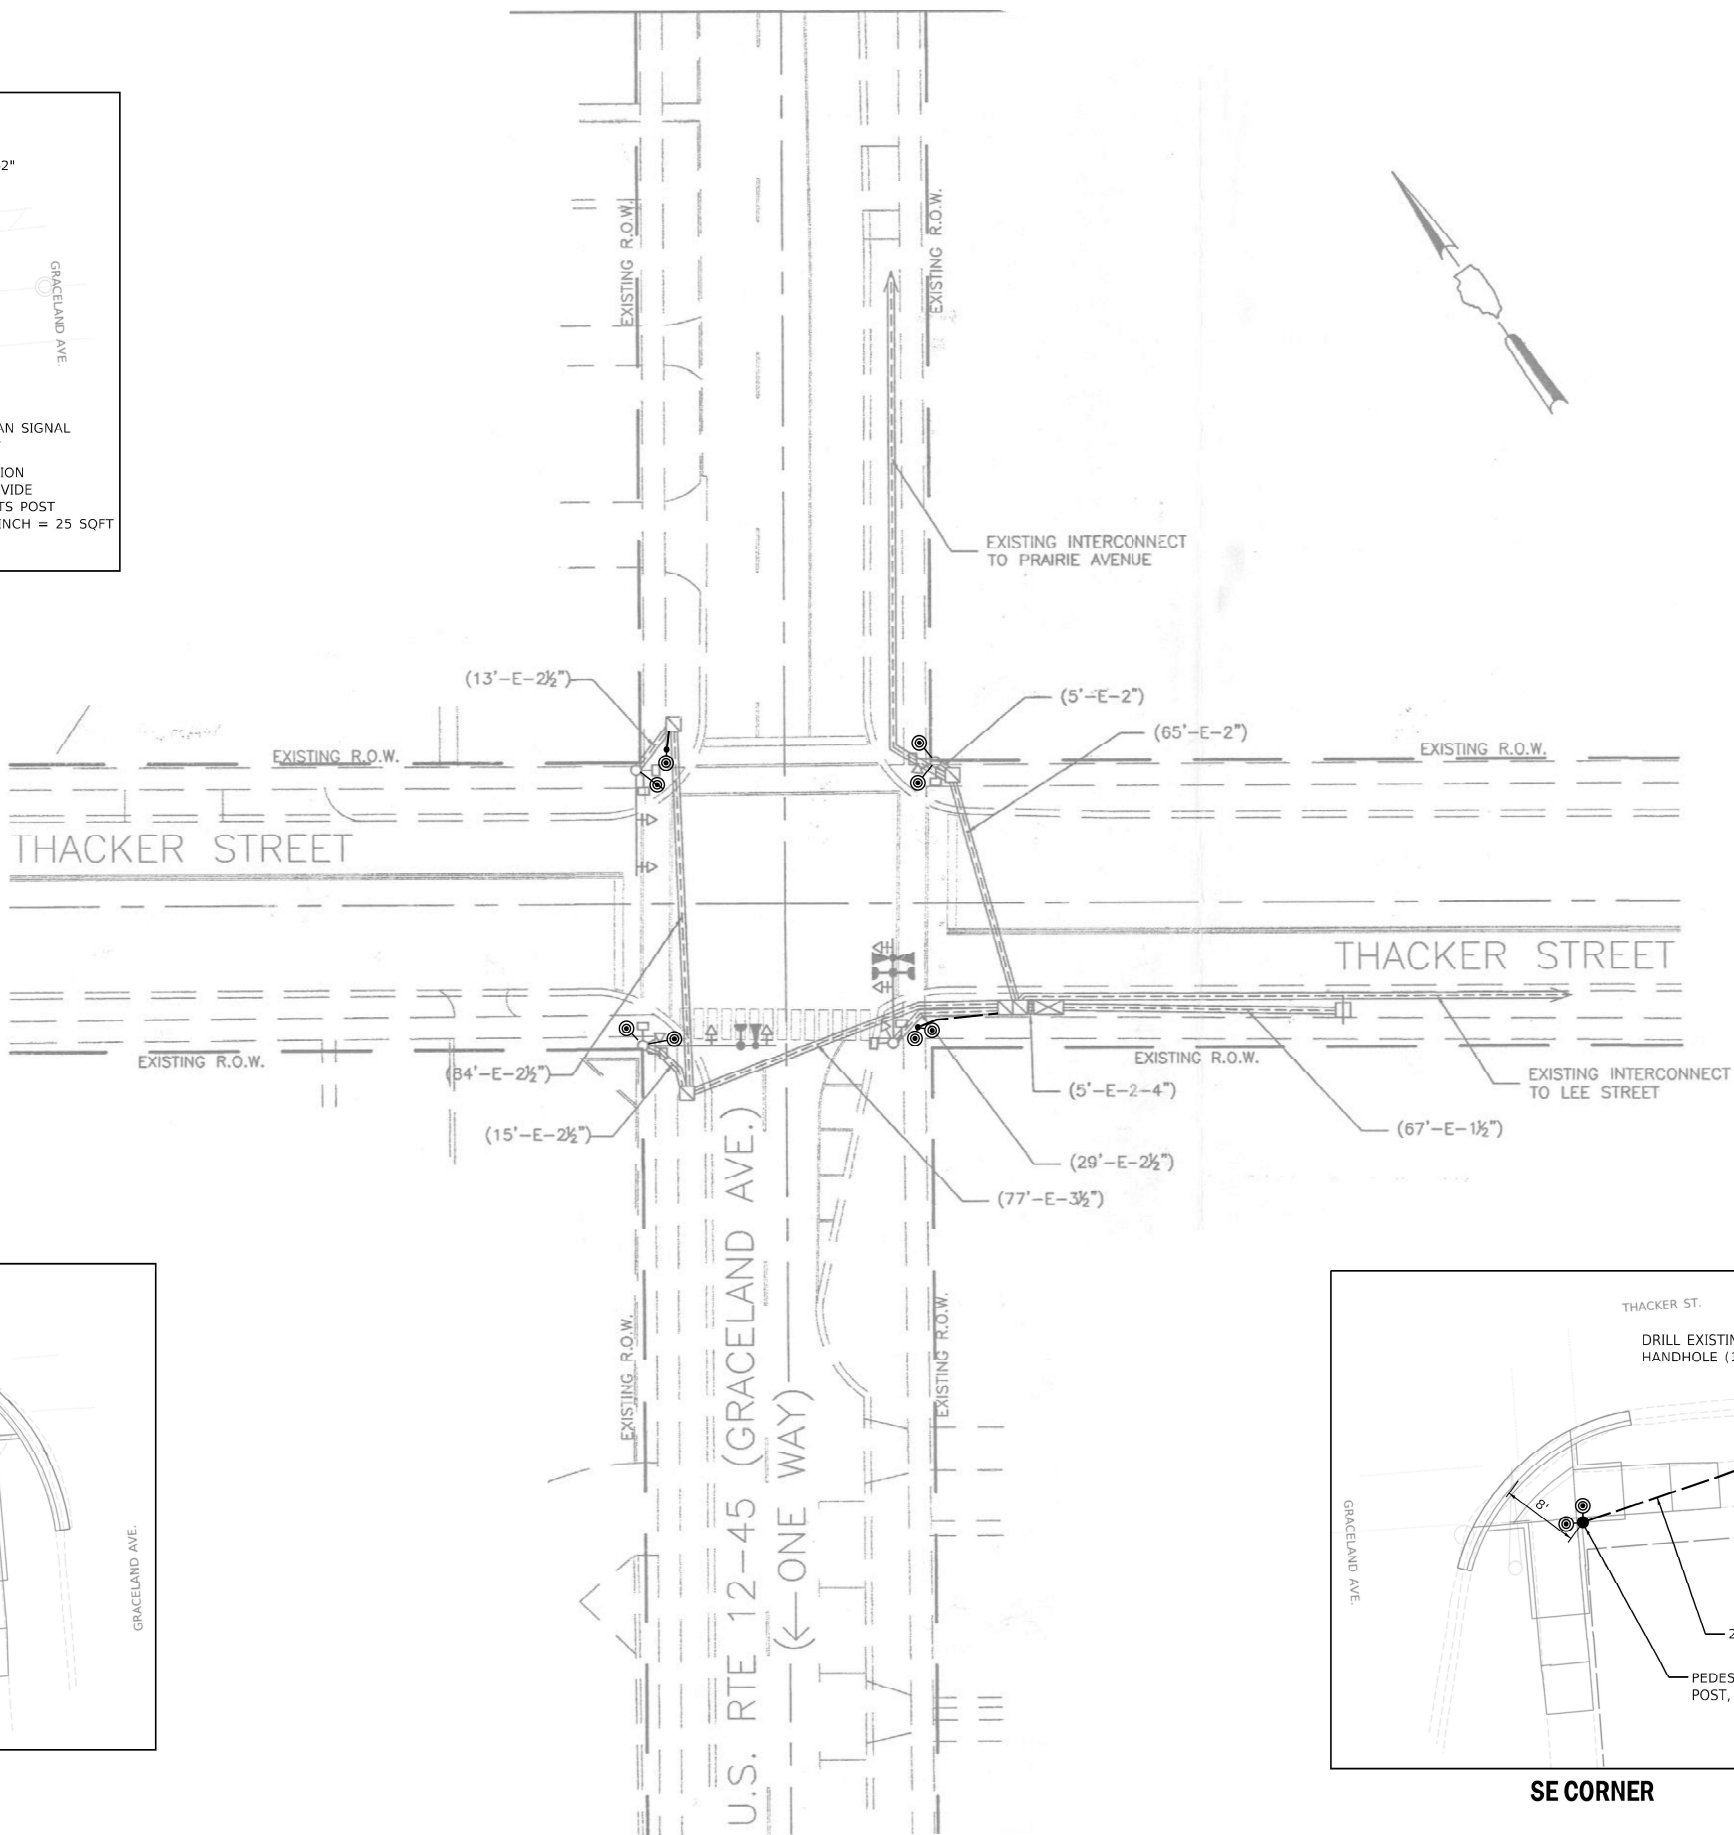 2"
GRACELAND AVE.
AN SIGNAL
ION
VIDE
TS POST
INCH = 25 SQFT
EXISTING R.O.W.
EXISTING R.O.W.
EXISTING INTERCONNECT
TO PRAIRIE AVENUE
(13'-E-2½")
(5'-E-2")
(65'-E-2")
EXISTING R.O.W.
EXISTING R.O.W.
THACKER STREET
THACKER STREET
EXISTING R.O.W.
EXISTING R.O.W.
(84'-E-2½")
(5'-E-2-4")
EXISTING INTERCONNECT
TO LEE STREET
(15'-E-2½")
(67'-E-1½")
(29'-E-2½")
(77'-E-3½")
EXISTING R.O.W.
EXISTING R.O.W.
U.S. RTE 12-45 (GRACELAND AVE.)
(←ONE WAY)
GRACELAND AVE.
THACKER ST.
DRILL EXISTIN
HANDHOLE (
8'
GRACELAND AVE.
2
PEDES
POST,
SE CORNER